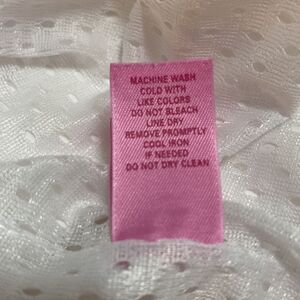 MACHINE WASH
COLD WITH
LIKE COLORS
DO NOT BLEACH
LINE DRY
REMOVE PROMPTLY
COOL IRON
IF NEEDED
DO NOT DRY CLEAN